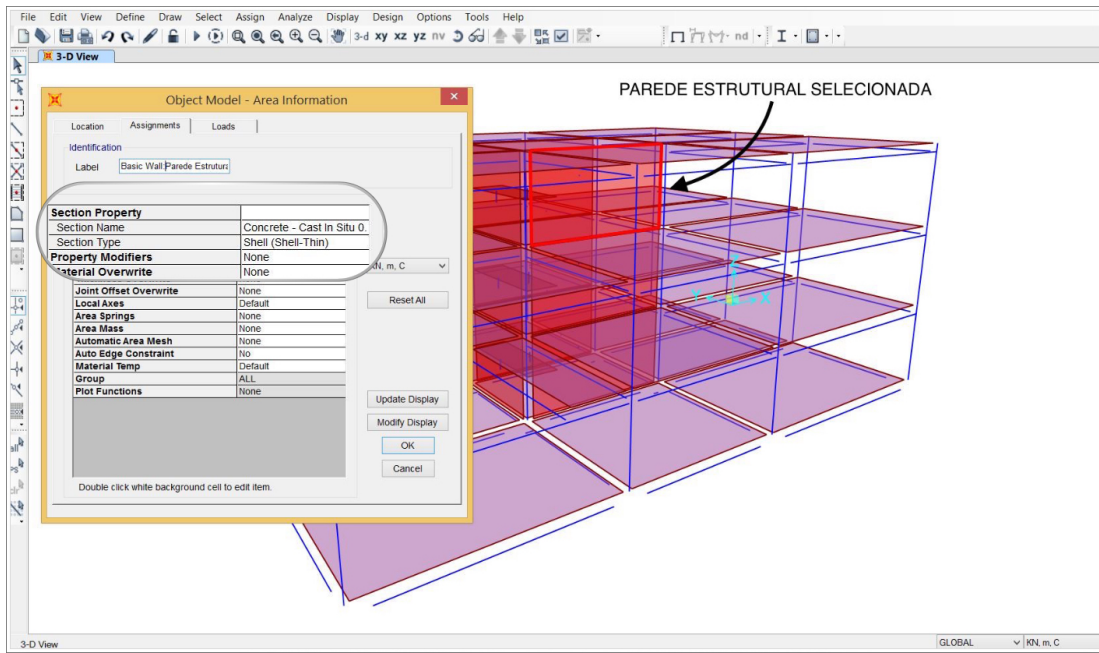 File Edit View Define Draw Select Assign Analyze Display Design Options Tools Help
3-d xy xz yz nv
nd
3-D View
PAREDE ESTRUTURAL SELECIONADA
Object Model - Area Information
Location Assignments Loads
Identification
Label Basic Wall:Parede Estrutura
Section Property
Section Name Concrete - Cast In Situ 0.
Section Type Shell (Shell-Thin)
Property Modifiers None
Material Overwrite None
KN, m, C
Joint Offset Overwrite None
Local Axes Default
Area Springs None
Area Mass None
Automatic Area Mesh None
Auto Edge Constraint No
Material Temp Default
Group ALL
Plot Functions None
Reset All
Update Display
Modify Display
OK
Cancel
Double click white background cell to edit item.
Z
Y
X
all
ps
clr
3-D View
GLOBAL
KN, m, C